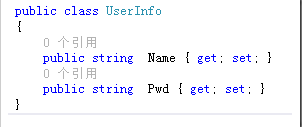 public class UserInfo
{
0 个引用
public string  Name { get; set; }
0 个引用
public string  Pwd { get; set; }
}